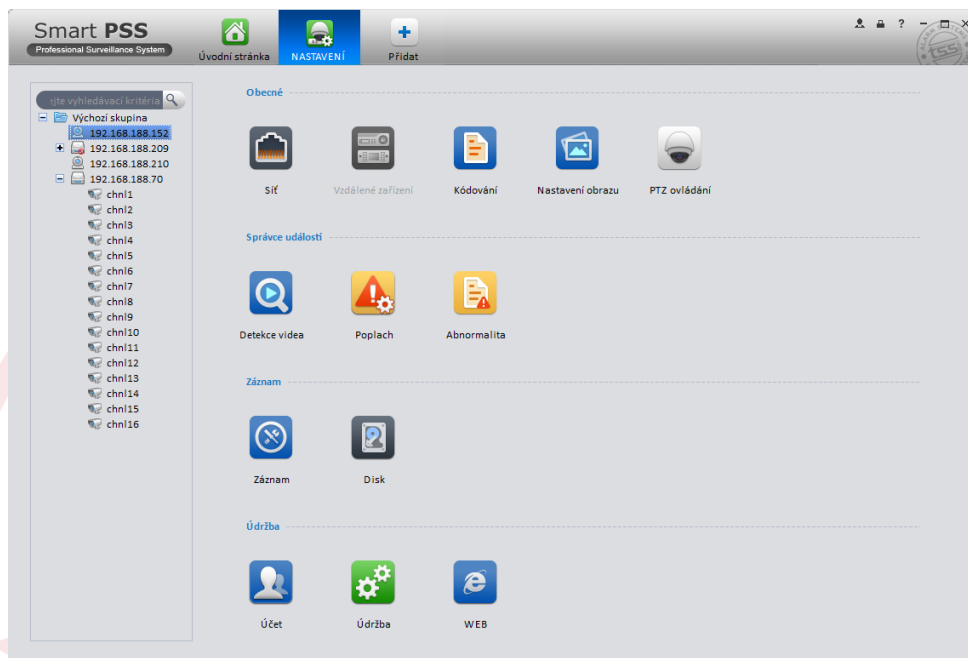 Smart PSS
Professional Surveillance System
Úvodní stránka
NASTAVENÍ
Přidat
?
ejte vyhledávací kritéria
Výchozí skupina
192.168.188.152
192.168.188.209
192.168.188.210
192.168.188.70
chnl1
chnl2
chnl3
chnl4
chnl5
chnl6
chnl7
chnl8
chnl9
chnl10
chnl11
chnl12
chnl13
chnl14
chnl15
chnl16
Obecné
Síť
Vzdálené zařízení
Kódování
Nastavení obrazu
PTZ ovládání
Správce událostí
Detekce videa
Poplach
Abnormalita
Záznam
Záznam
Disk
Údržba
Účet
Údržba
WEB